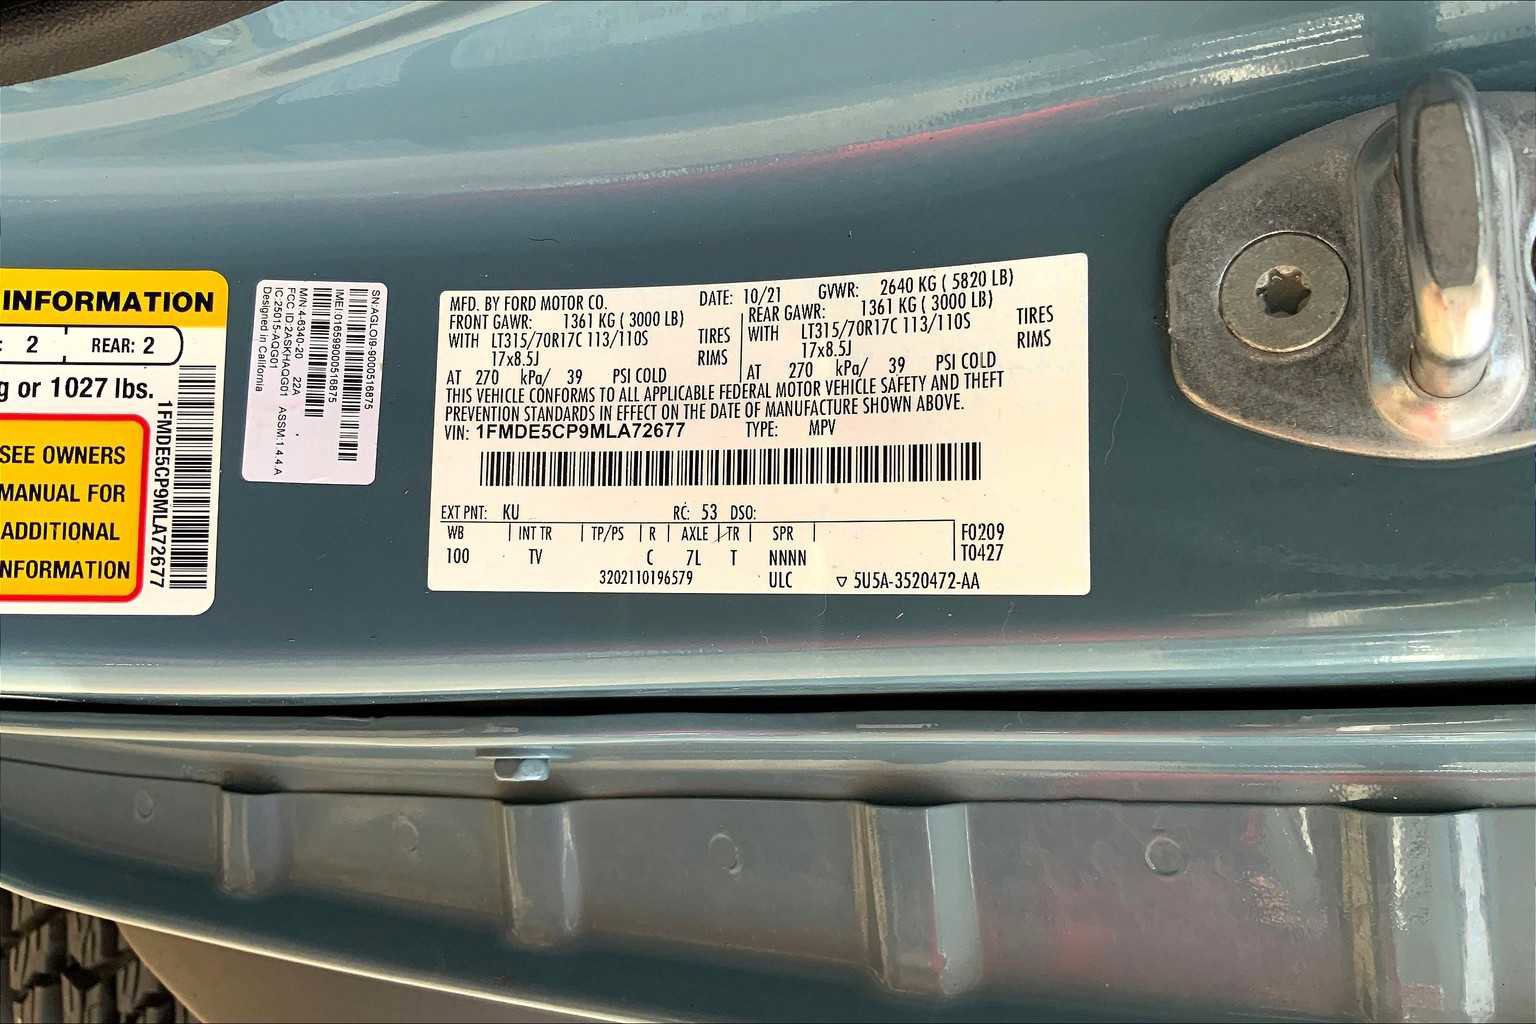 INFORMATION
: 2 REAR: 2
g or 1027 lbs.
SEE OWNERS
MANUAL FOR
ADDITIONAL
INFORMATION
1FMDE5CP9MLA72677
SN:AGLOI9-9000516875
IMEI:016599000516875
M/N:4-6340-20 22A
FCC ID:2ASKHAQG01 ASSM:1.4.4.A
IC:25015-AQG01
Designed in California
MFD. BY FORD MOTOR CO. DATE: 10/21 GVWR: 2640 KG ( 5820 LB)
FRONT GAWR: 1361 KG ( 3000 LB) REAR GAWR: 1361 KG ( 3000 LB)
WITH LT315/70R17C 113/110S TIRES WITH LT315/70R17C 113/110S TIRES
17x8.5J RIMS 17x8.5J RIMS
AT 270 kPa/ 39 PSI COLD AT 270 kPa/ 39 PSI COLD
THIS VEHICLE CONFORMS TO ALL APPLICABLE FEDERAL MOTOR VEHICLE SAFETY AND THEFT
PREVENTION STANDARDS IN EFFECT ON THE DATE OF MANUFACTURE SHOWN ABOVE.
VIN: 1FMDE5CP9MLA72677 TYPE: MPV
EXT PNT: KU RC: 53 DSO:
WB INT TR TP/PS R AXLE TR SPR F0209
100 TV C 7L T NNNN T0427
3202110196579 ULC 5U5A-3520472-AA